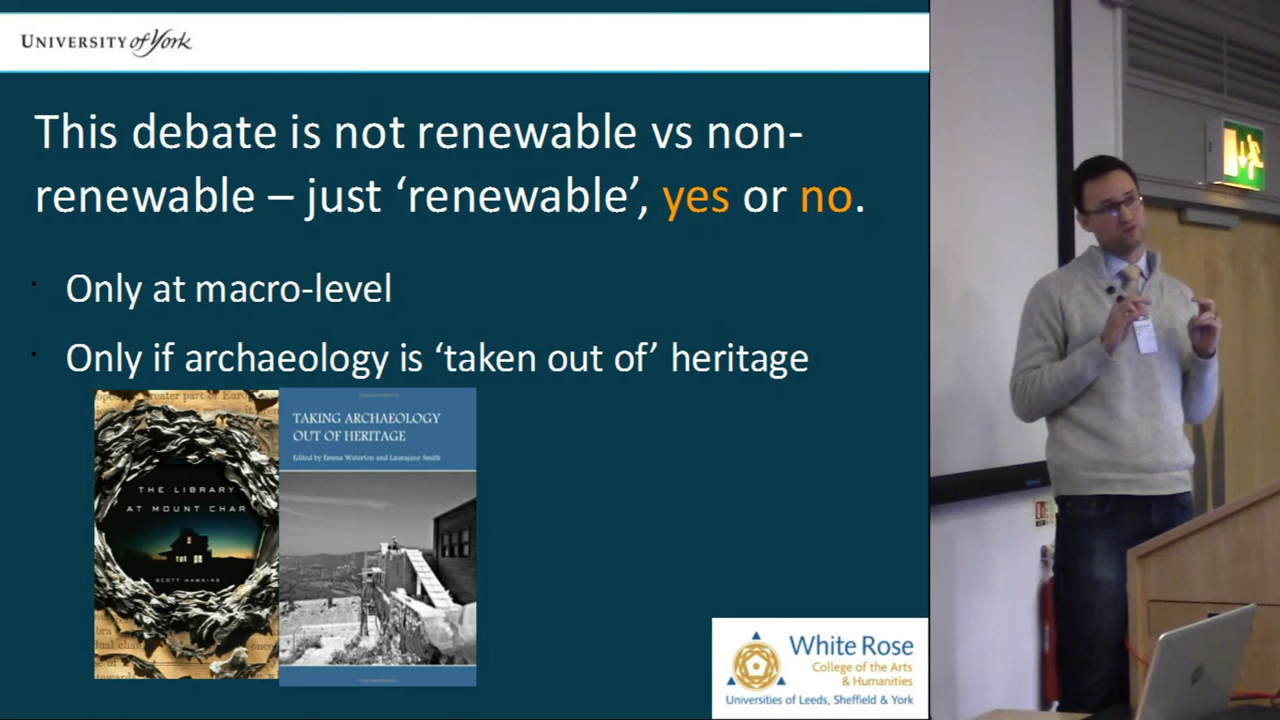 UNIVERSITY of York
This debate is not renewable vs non-
renewable – just ‘renewable’, yes or no.
Only at macro-level
Only if archaeology is ‘taken out of’ heritage
THE LIBRARY
AT MOUNT CHAR
SCOTT HAWKINS
TAKING ARCHAEOLOGY
OUT OF HERITAGE
Edited by Emma Waterton and Laurajane Smith
White Rose
College of the Arts
& Humanities
Universities of Leeds, Sheffield & York